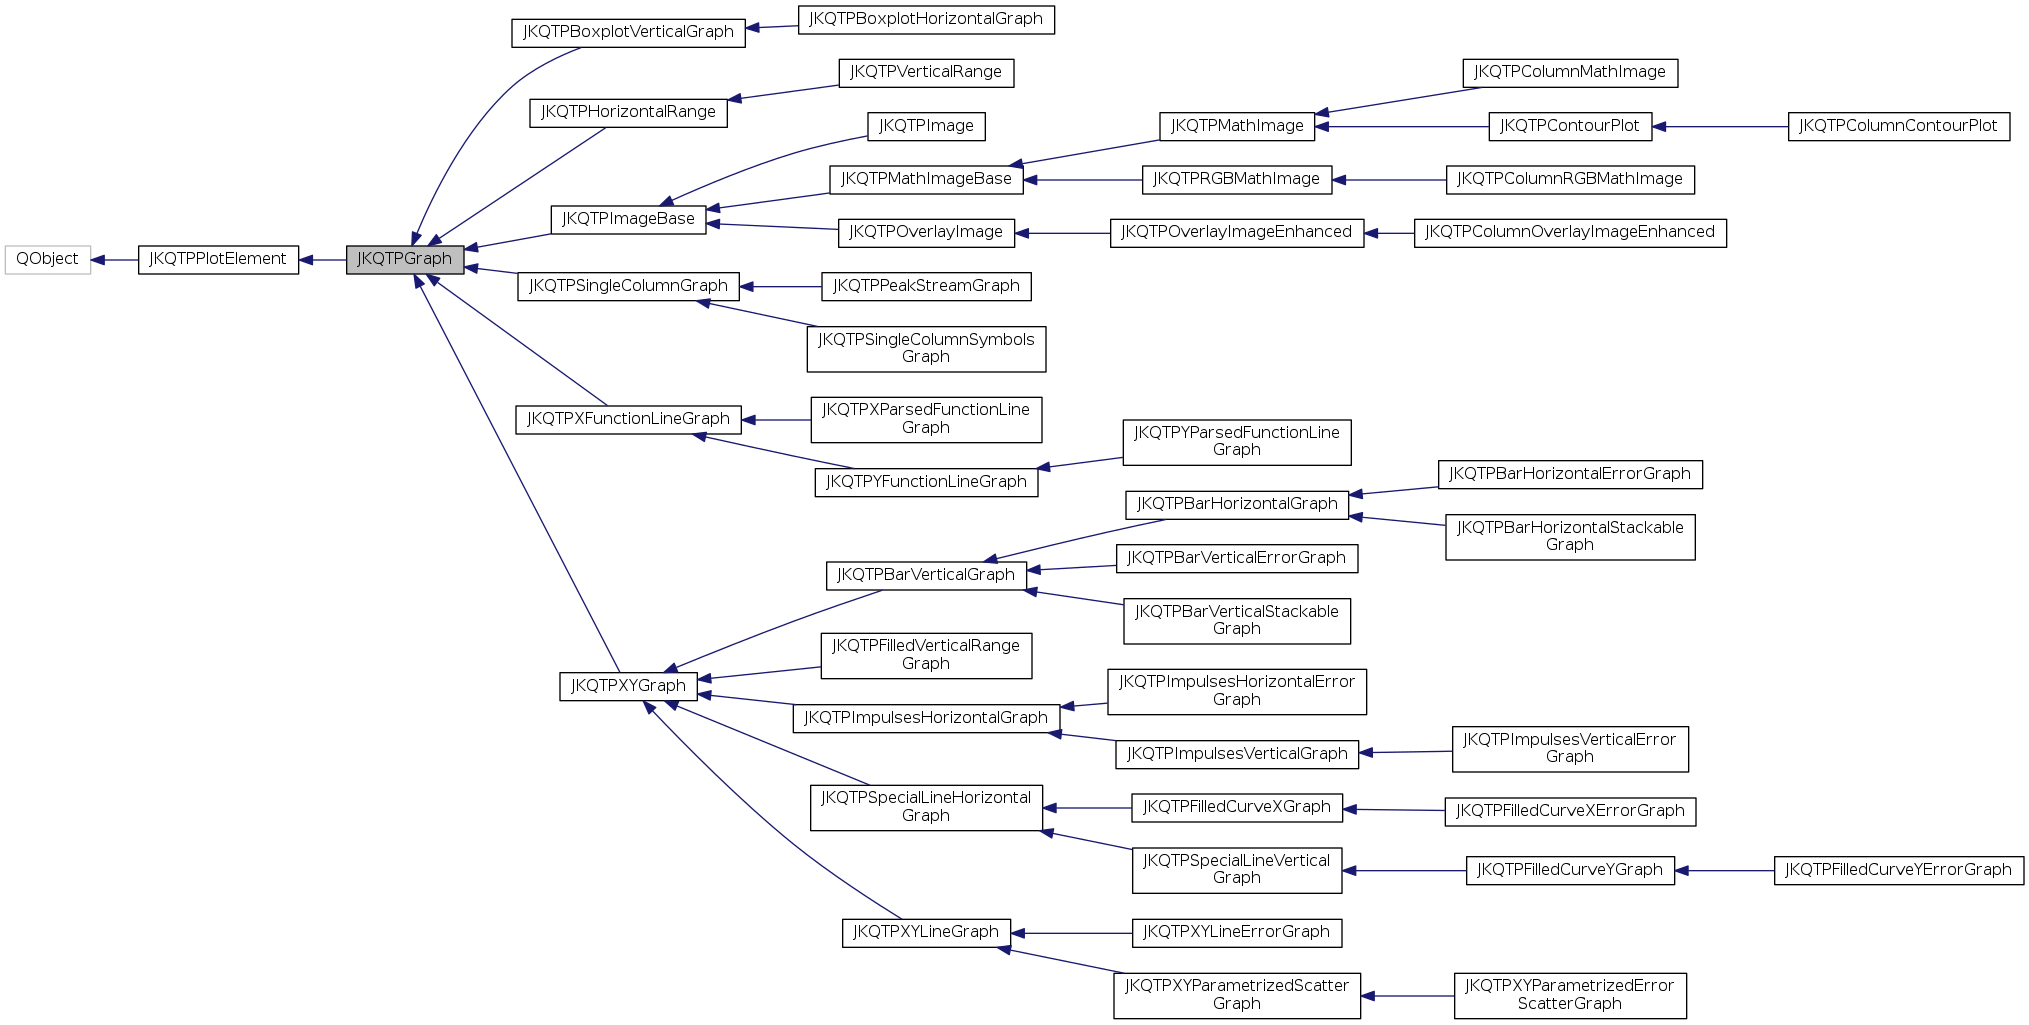 JKQTPBoxplotVerticalGraph
JKQTPBoxplotHorizontalGraph
JKQTPHorizontalRange
JKQTPVerticalRange
JKQTPImage
JKQTPMathImage
JKQTPColumnMathImage
JKQTPContourPlot
JKQTPColumnContourPlot
JKQTPMathImageBase
JKQTPRGBMathImage
JKQTPColumnRGBMathImage
JKQTPImageBase
JKQTPOverlayImage
JKQTPOverlayImageEnhanced
JKQTPColumnOverlayImageEnhanced
QObject
JKQTPPlotElement
JKQTPGraph
JKQTPSingleColumnGraph
JKQTPPeakStreamGraph
JKQTPSingleColumnSymbols
Graph
JKQTPXFunctionLineGraph
JKQTPXParsedFunctionLine
Graph
JKQTPYFunctionLineGraph
JKQTPYParsedFunctionLine
Graph
JKQTPBarHorizontalGraph
JKQTPBarHorizontalErrorGraph
JKQTPBarHorizontalStackable
Graph
JKQTPBarVerticalGraph
JKQTPBarVerticalErrorGraph
JKQTPBarVerticalStackable
Graph
JKQTPXYGraph
JKQTPFilledVerticalRange
Graph
JKQTPImpulsesHorizontalGraph
JKQTPImpulsesHorizontalError
Graph
JKQTPImpulsesVerticalGraph
JKQTPImpulsesVerticalError
Graph
JKQTPSpecialLineHorizontal
Graph
JKQTPFilledCurveXGraph
JKQTPFilledCurveXErrorGraph
JKQTPSpecialLineVertical
Graph
JKQTPFilledCurveYGraph
JKQTPFilledCurveYErrorGraph
JKQTPXYLineGraph
JKQTPXYLineErrorGraph
JKQTPXYParametrizedScatter
Graph
JKQTPXYParametrizedError
ScatterGraph